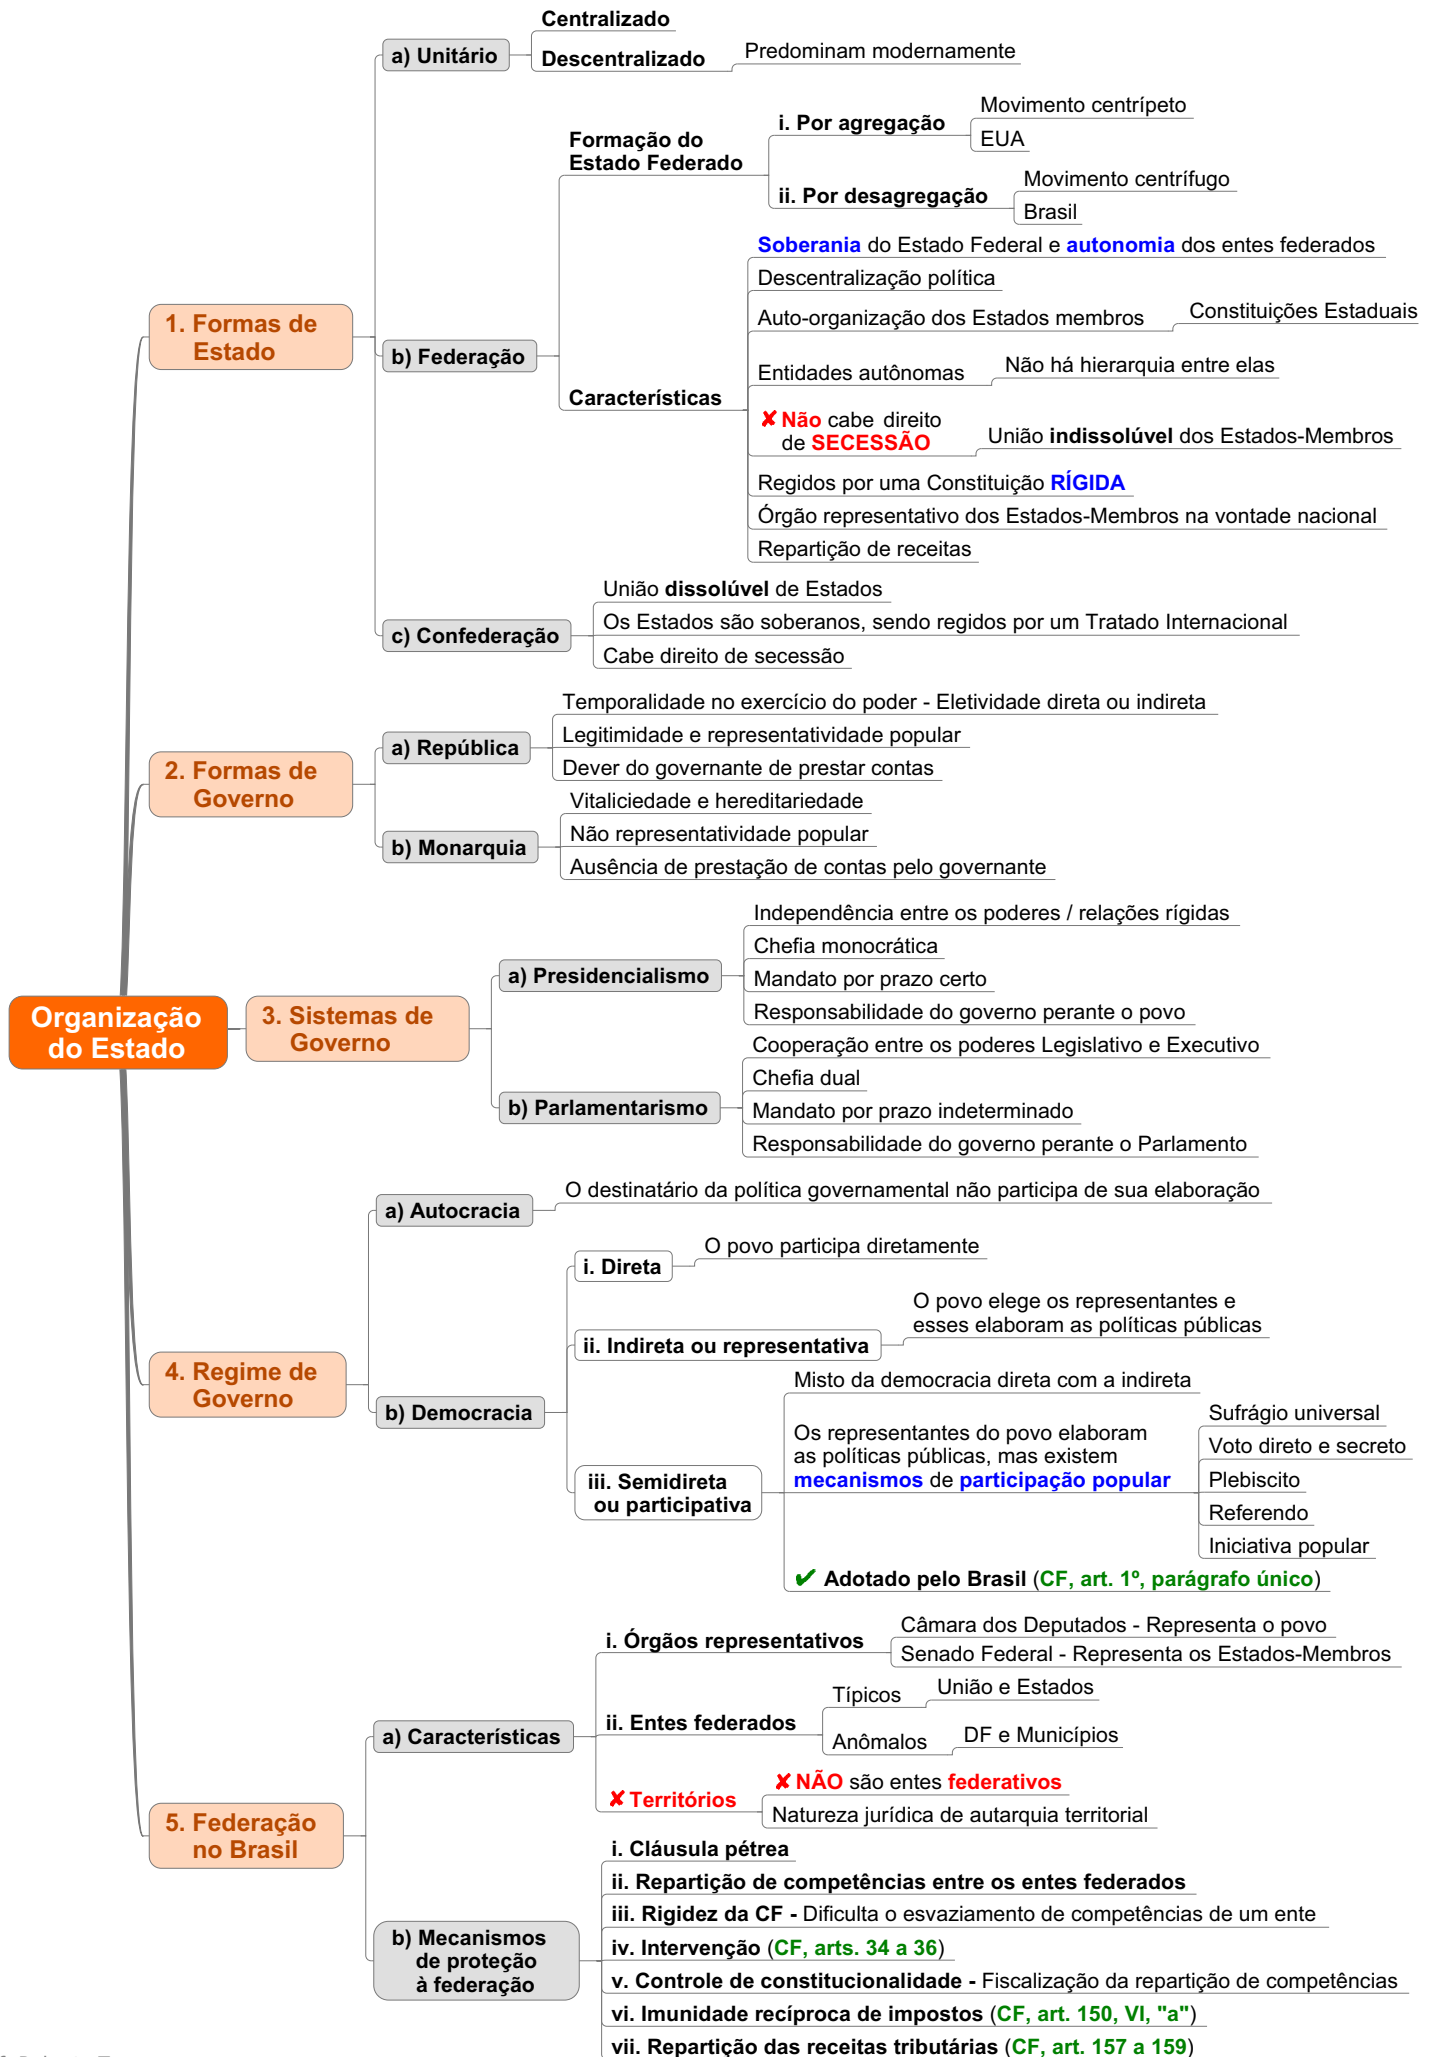 Organização
do Estado
1. Formas de
Estado
a) Unitário
Centralizado
Descentralizado
Predominam modernamente
b) Federação
Formação do
Estado Federado
i. Por agregação
Movimento centrípeto
EUA
ii. Por desagregação
Movimento centrífugo
Brasil
Características
Soberania do Estado Federal e autonomia dos entes federados
Descentralização política
Auto-organização dos Estados membros
Constituições Estaduais
Entidades autônomas
Não há hierarquia entre elas
✘ Não cabe direito
de SECESSÃO
União indissolúvel dos Estados-Membros
Regidos por uma Constituição RÍGIDA
Órgão representativo dos Estados-Membros na vontade nacional
Repartição de receitas
c) Confederação
União dissolúvel de Estados
Os Estados são soberanos, sendo regidos por um Tratado Internacional
Cabe direito de secessão
2. Formas de
Governo
a) República
Temporalidade no exercício do poder - Eletividade direta ou indireta
Legitimidade e representatividade popular
Dever do governante de prestar contas
b) Monarquia
Vitaliciedade e hereditariedade
Não representatividade popular
Ausência de prestação de contas pelo governante
3. Sistemas de
Governo
a) Presidencialismo
Independência entre os poderes / relações rígidas
Chefia monocrática
Mandato por prazo certo
Responsabilidade do governo perante o povo
b) Parlamentarismo
Cooperação entre os poderes Legislativo e Executivo
Chefia dual
Mandato por prazo indeterminado
Responsabilidade do governo perante o Parlamento
4. Regime de
Governo
a) Autocracia
O destinatário da política governamental não participa de sua elaboração
b) Democracia
i. Direta
O povo participa diretamente
ii. Indireta ou representativa
O povo elege os representantes e
esses elaboram as políticas públicas
iii. Semidireta
ou participativa
Misto da democracia direta com a indireta
Os representantes do povo elaboram
as políticas públicas, mas existem
mecanismos de participação popular
Sufrágio universal
Voto direto e secreto
Plebiscito
Referendo
Iniciativa popular
✔ Adotado pelo Brasil (CF, art. 1º, parágrafo único)
5. Federação
no Brasil
a) Características
i. Órgãos representativos
Câmara dos Deputados - Representa o povo
Senado Federal - Representa os Estados-Membros
ii. Entes federados
Típicos
União e Estados
Anômalos
DF e Municípios
✘ Territórios
✘ NÃO são entes federativos
Natureza jurídica de autarquia territorial
b) Mecanismos
de proteção
à federação
i. Cláusula pétrea
ii. Repartição de competências entre os entes federados
iii. Rigidez da CF - Dificulta o esvaziamento de competências de um ente
iv. Intervenção (CF, arts. 34 a 36)
v. Controle de constitucionalidade - Fiscalização da repartição de competências
vi. Imunidade recíproca de impostos (CF, art. 150, VI, "a")
vii. Repartição das receitas tributárias (CF, art. 157 a 159)